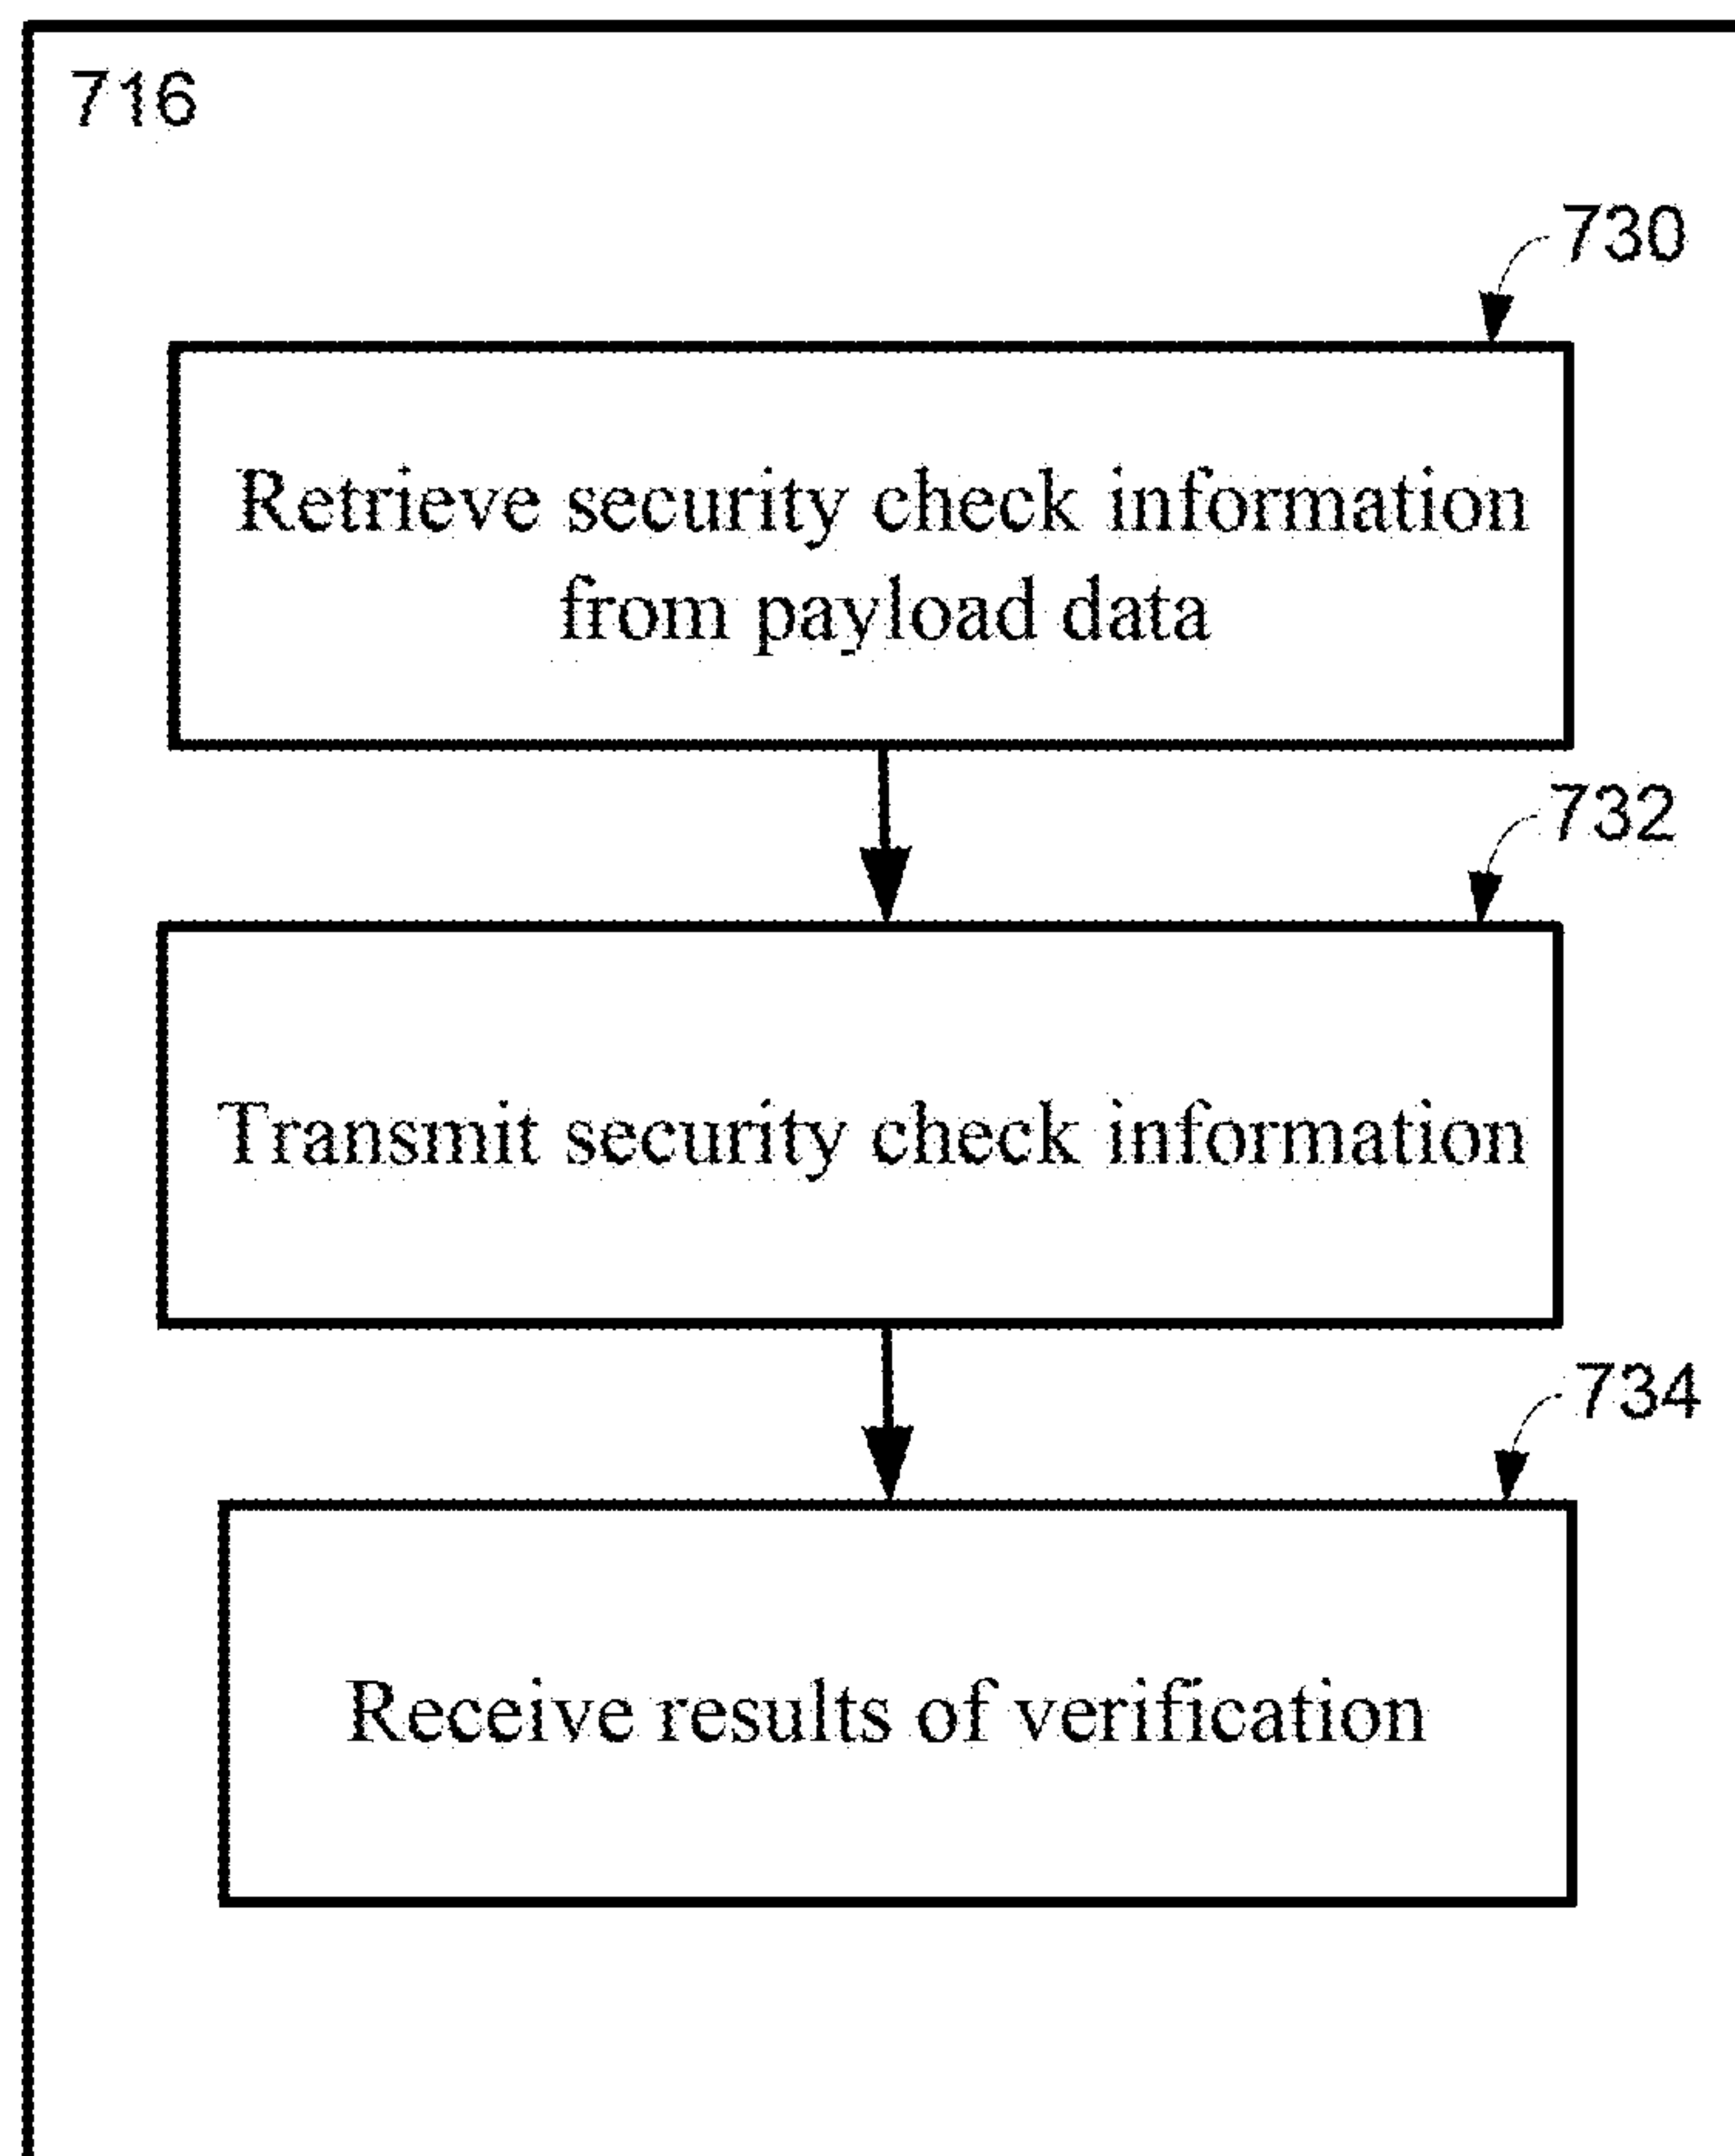 716
730
Retrieve security check information
from payload data
732
Transmit security check information
734
Receive results of verification